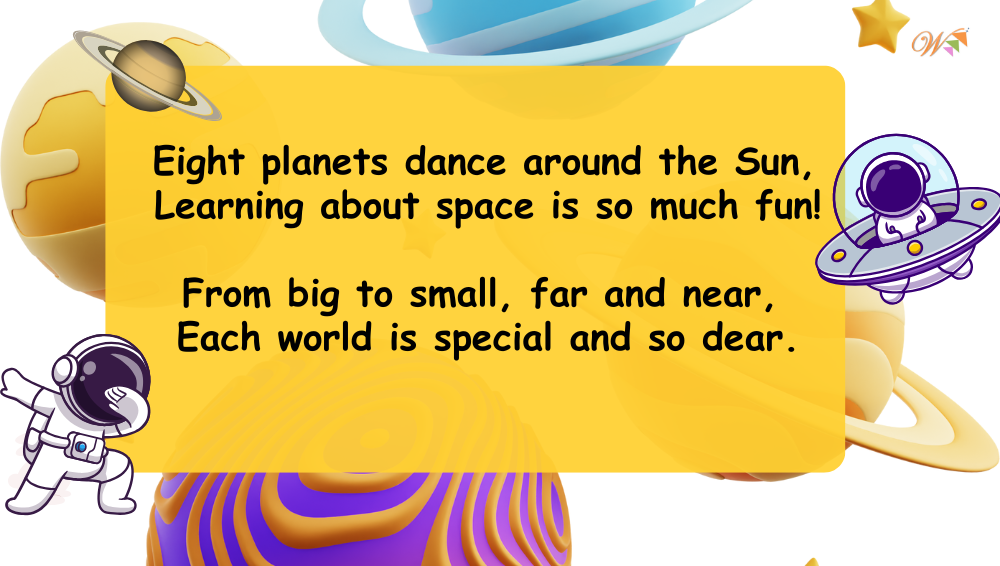 Eight planets dance around the Sun,
Learning about space is so much fun!
From big to small, far and near,
Each world is special and so dear.
W